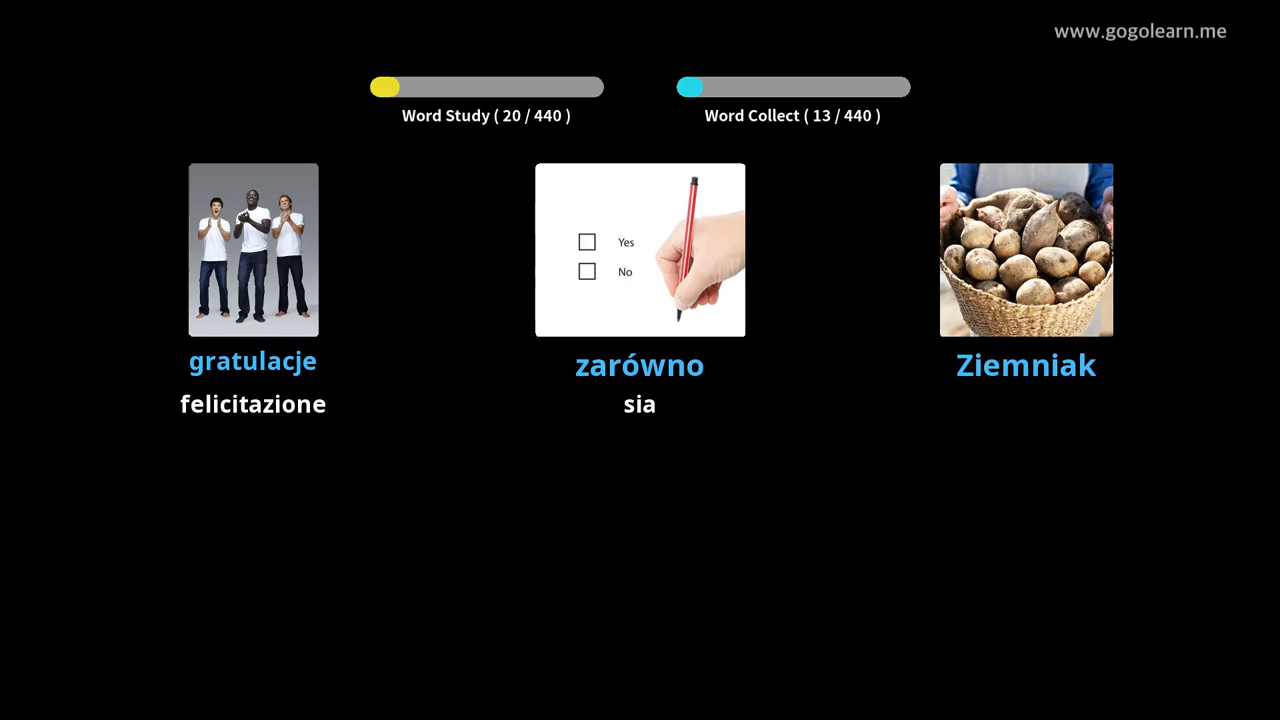 www.gogolearn.me
Word Study ( 20 / 440 )
Word Collect ( 13 / 440 )
Yes
No
gratulacje
zarówno
Ziemniak
felicitazione
sia